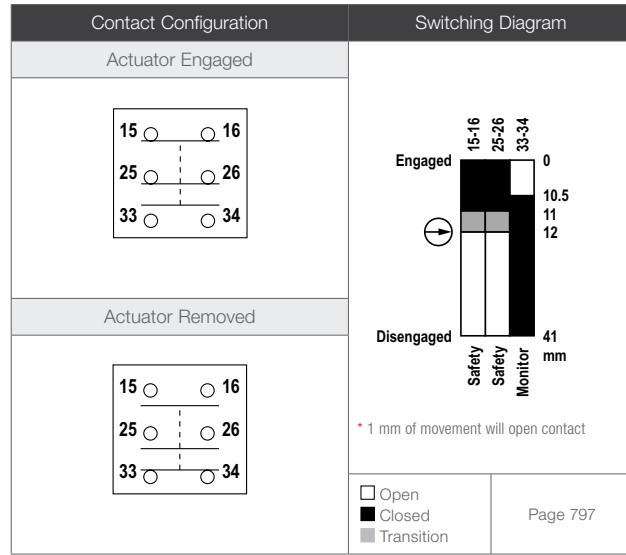 Contact Configuration
Switching Diagram
Actuator Engaged
15 16
25 26
33 34
Actuator Removed
15 16
25 26
33 34
15-16
25-26
33-34
Engaged
0
10.5
11
12
Disengaged
41
mm
Safety
Safety
Monitor
* 1 mm of movement will open contact
Open
Closed
Transition
Page 797